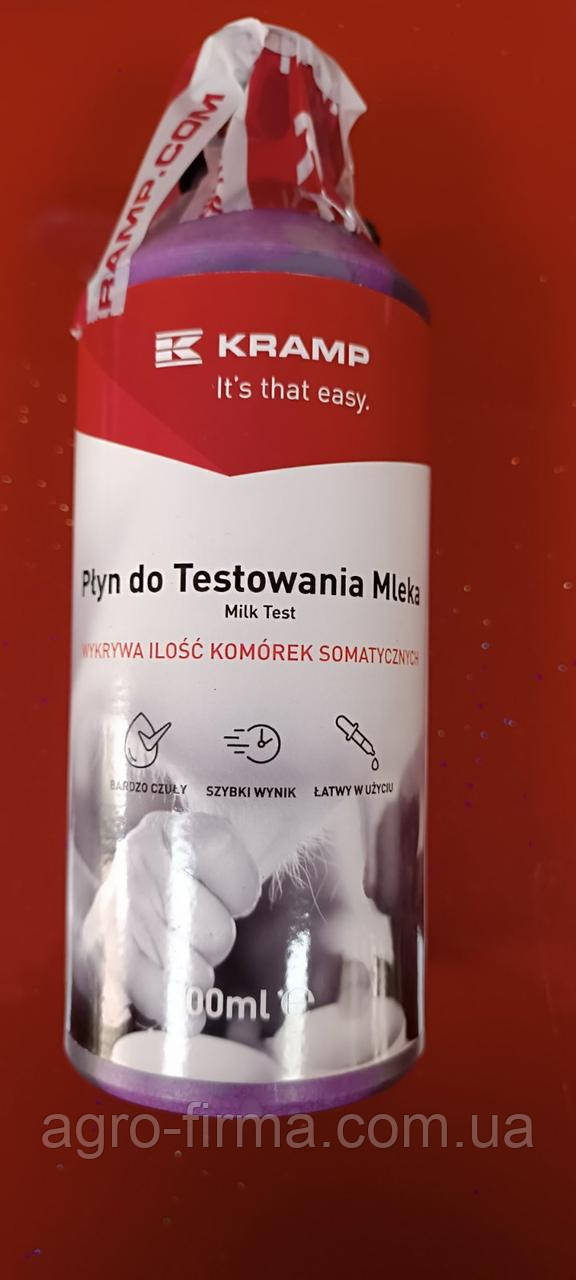 RAMP.COM
KRAMP
It's that easy.
Płyn do Testowania Mleka
Milk Test
WYKRYWA ILOŚĆ KOMÓREK SOMATYCZNYCH
BARDZO CZUŁY
SZYBKI WYNIK
ŁATWY W UŻYCIU
00ml e
agro-firma.com.ua